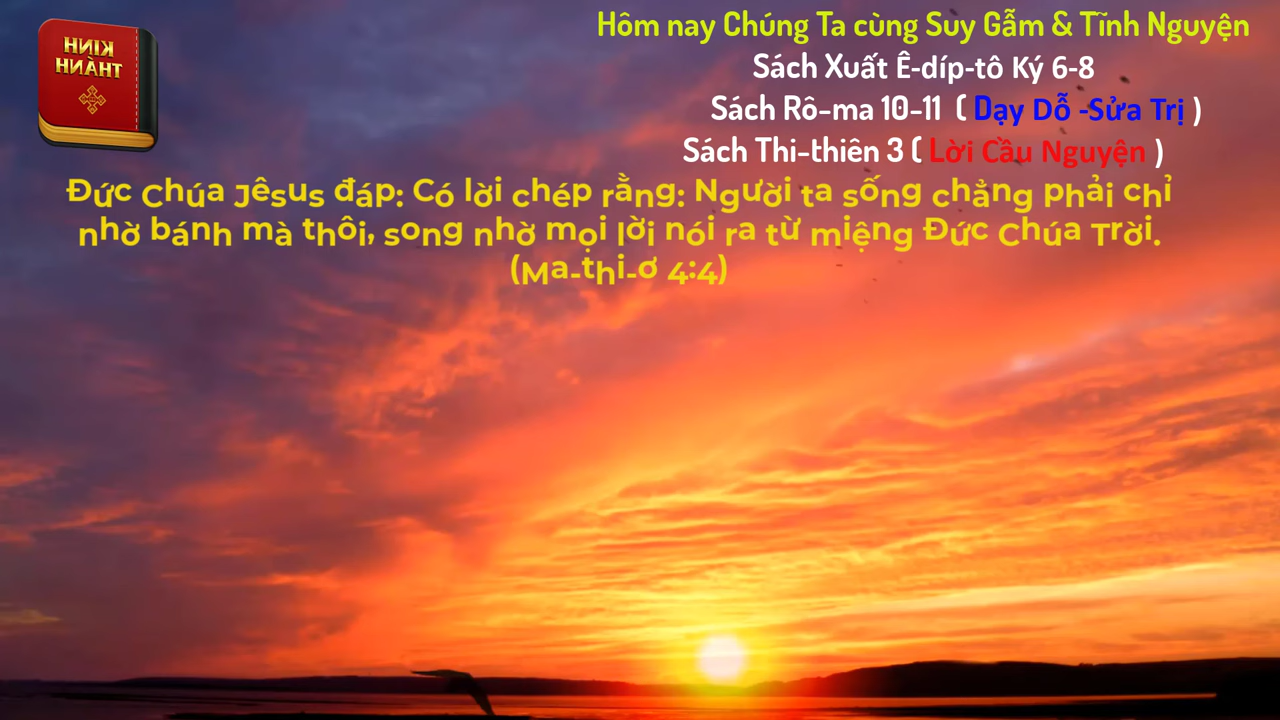 KINH
THÀNH
Hôm nay Chúng Ta cùng Suy Gẫm & Tĩnh Nguyện
Sách Xuất Ê-díp-tô Ký 6-8
Sách Rô-ma 10-11 ( Dạy Dỗ -Sửa Trị )
Sách Thi-thiên 3 ( Lời Cầu Nguyện )
Đức Chúa Jêsus đáp: Có lời chép rằng: Người ta sống chẳng phải chỉ
nhờ bánh mà thôi, song nhờ mọi lời nói ra từ miệng Đức Chúa Trời.
(Ma-thi-ơ 4:4)